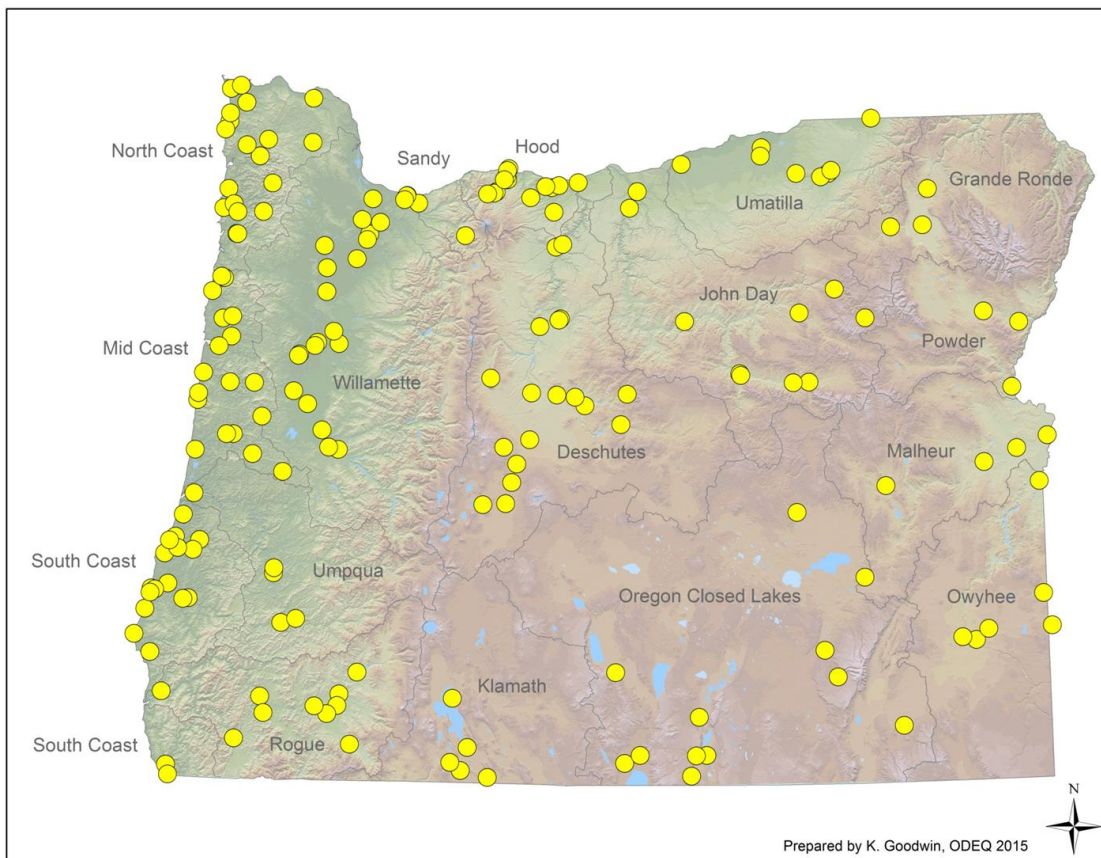 North Coast
Sandy
Hood
Grande Ronde
Umatilla
John Day
Mid Coast
Powder
Willamette
Deschutes
Malheur
South Coast
Umpqua
Oregon Closed Lakes
Owyhee
Klamath
South Coast
Rogue
N
Prepared by K. Goodwin, ODEQ 2015